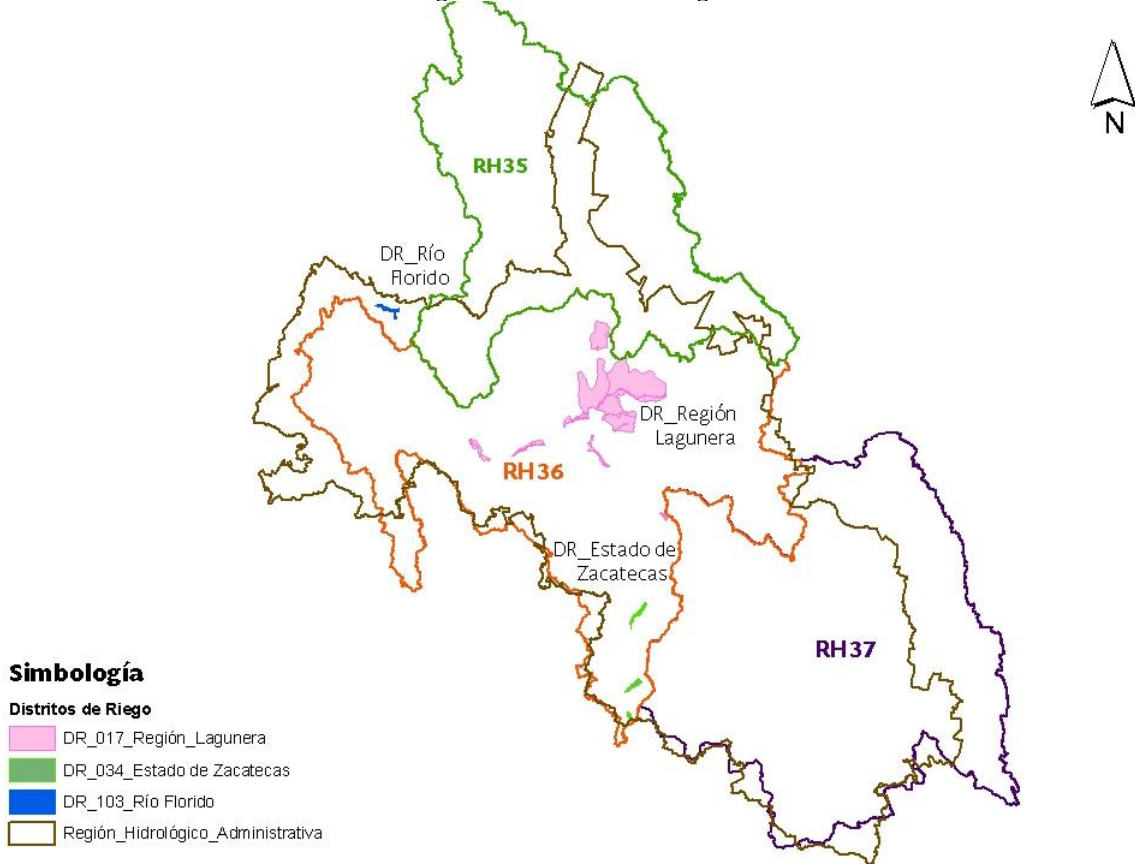 N
RH35
DR_Río
Florido
DR_Región
Lagunera
RH36
DR_Estado de
Zacatecas
RH37
Simbología
Distritos de Riego
DR_017_Región_Lagunera
DR_034_Estado de Zacatecas
DR_103_Río Florido
Región_Hidrológico_Administrativa